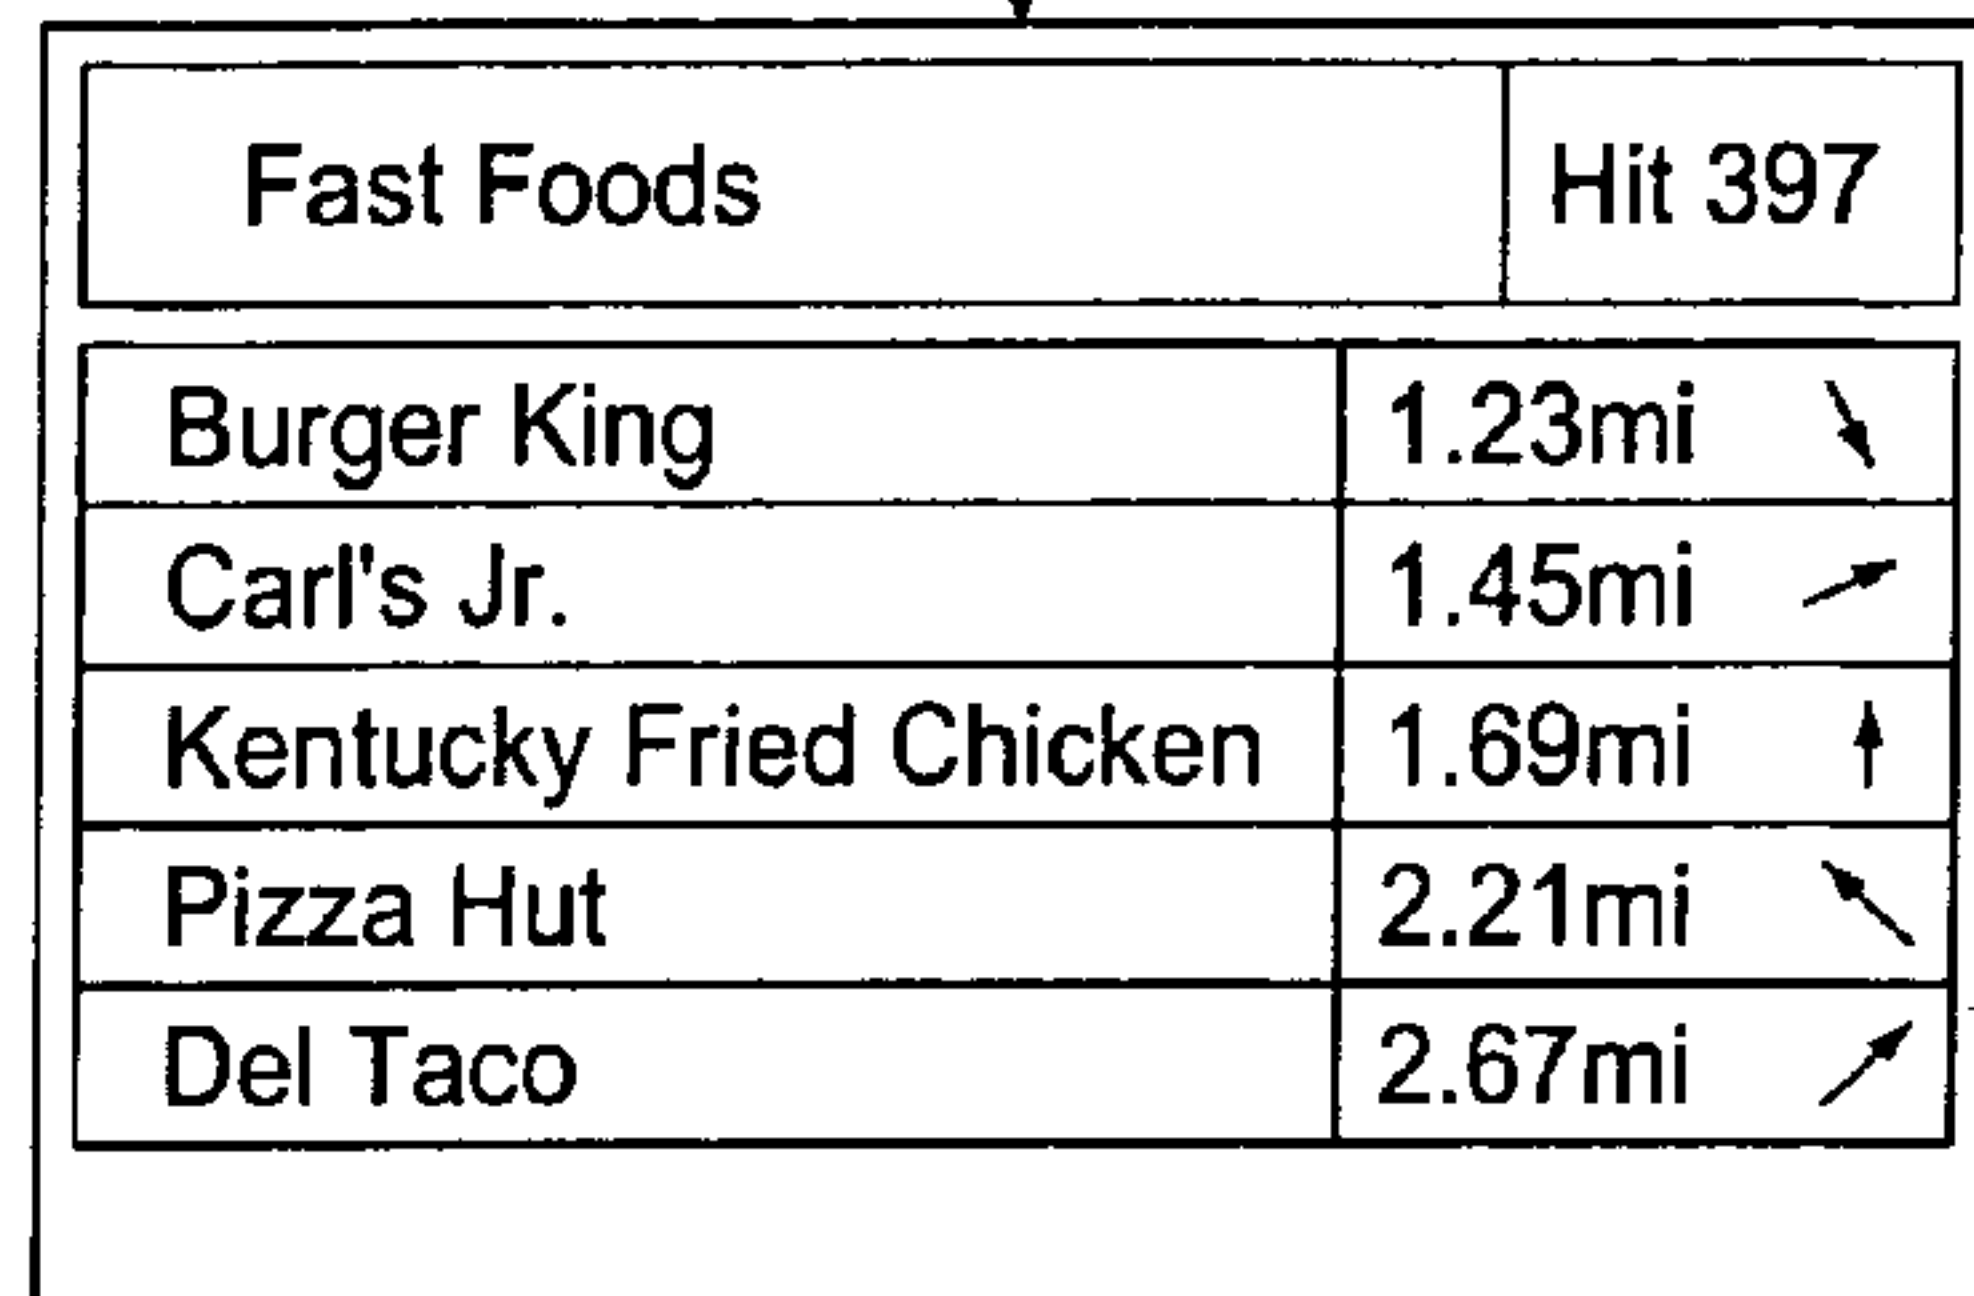 Fast Foods Hit 397
Burger King 1.23mi
Carl's Jr. 1.45mi
Kentucky Fried Chicken 1.69mi
Pizza Hut 2.21mi
Del Taco 2.67mi